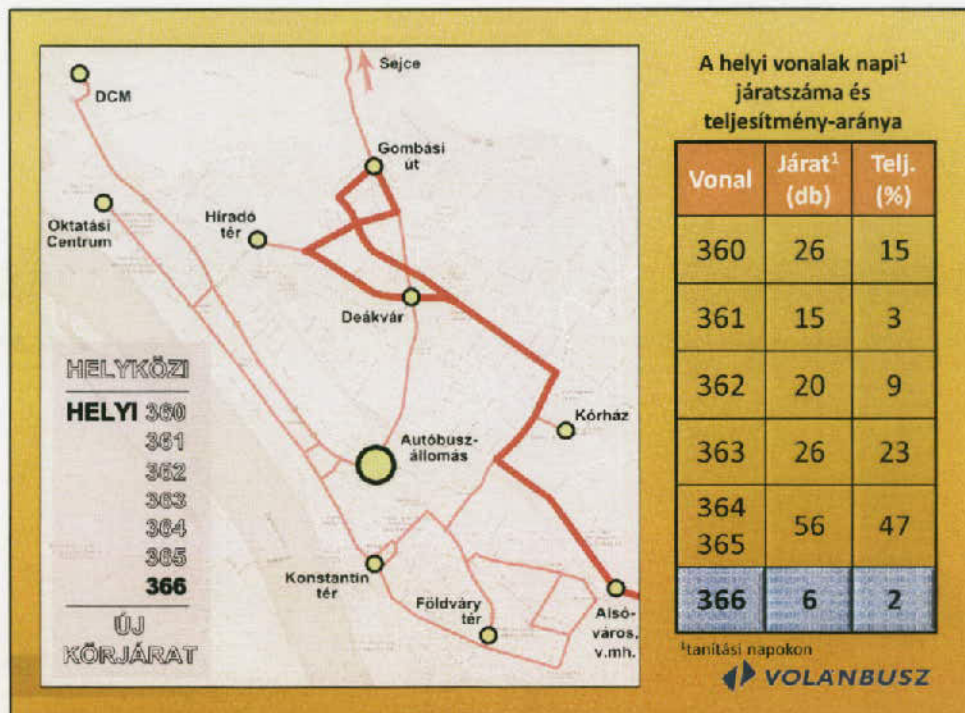 Sejce
DCM
Gombási
út
Oktatási
Centrum
Híradó
tér
Deákvár
HELYKÖZI
HELYI 360
361
362
363
364
365
366
ÚJ
KÖRJÁRAT
Autóbusz-
állomás
Kórház
Konstantin
tér
Földváry
tér
Alsó-
város,
v.mh.
A helyi vonalak napi¹
járatszáma és
teljesítmény-aránya
Vonal Járat¹ (db) Telj. (%)
360 26 15
361 15 3
362 20 9
363 26 23
364 365 56 47
366 6 2
¹tanítási napokon
VOLÁNBUSZ